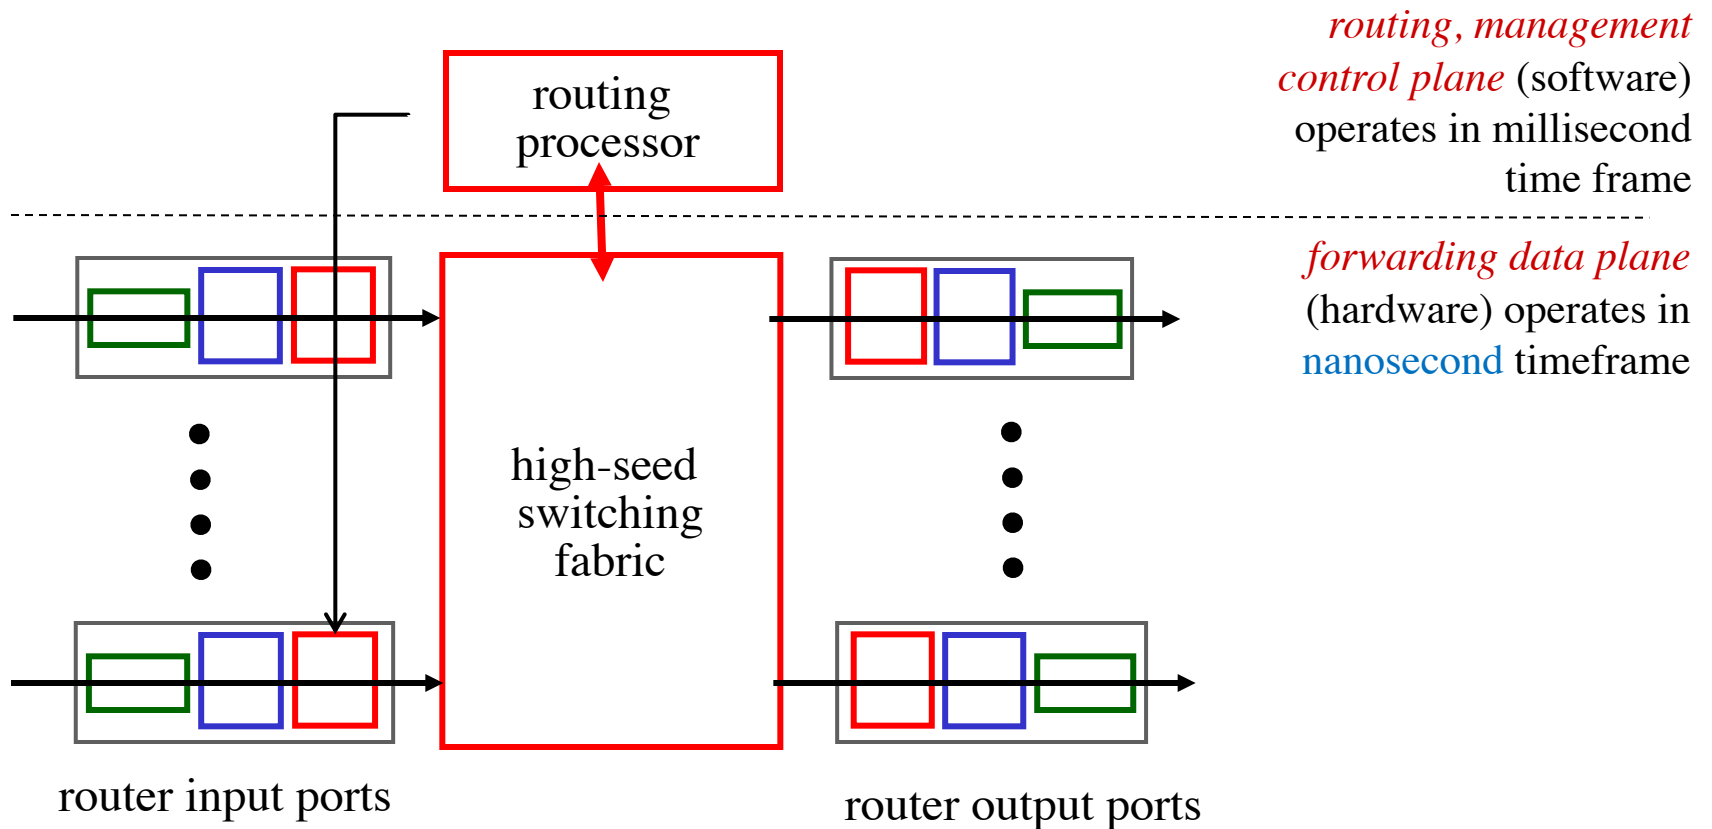 routing, management
control plane (software)
operates in millisecond
time frame
routing
processor
forwarding data plane
(hardware) operates in
nanosecond timeframe
high-seed
switching
fabric
router input ports
router output ports